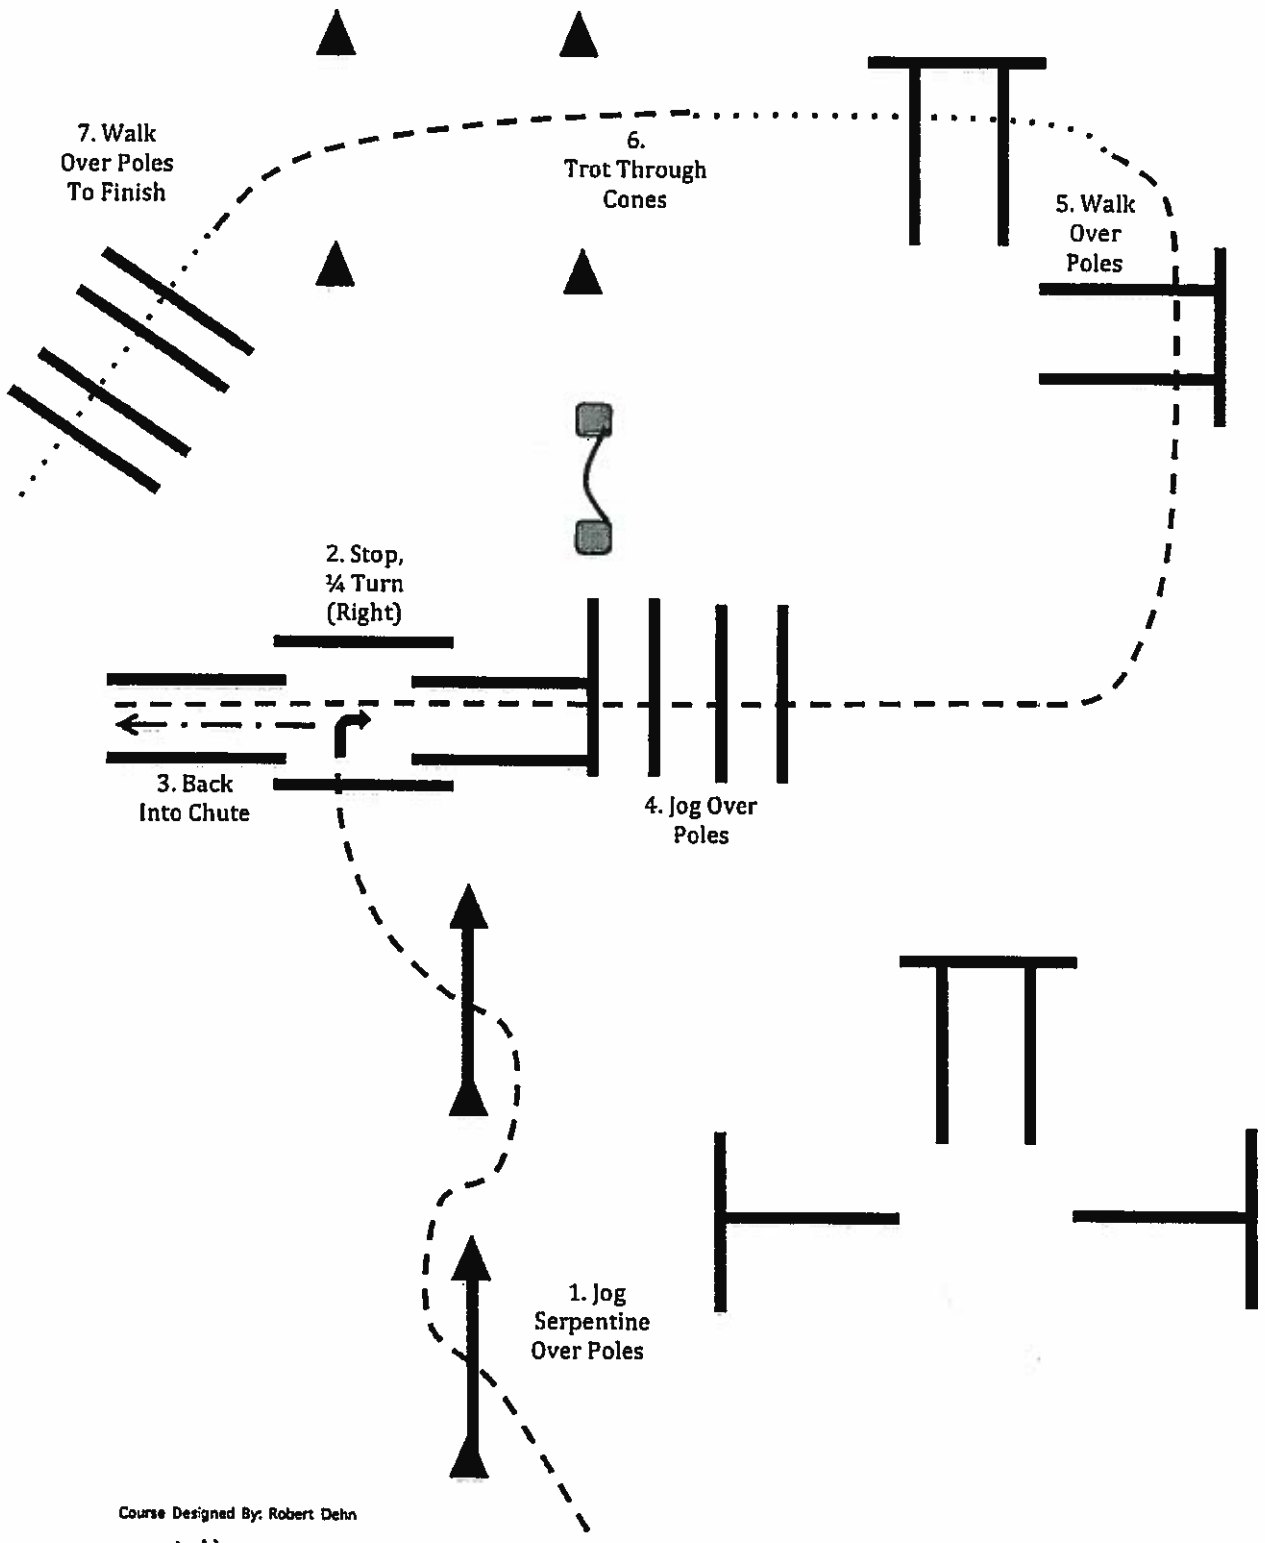 7. Walk
Over Poles
To Finish
6.
Trot Through
Cones
5. Walk
Over
Poles
2. Stop,
¼ Turn
(Right)
3. Back
Into Chute
4. Jog Over
Poles
1. Jog
Serpentine
Over Poles
Course Designed By: Robert Dehn